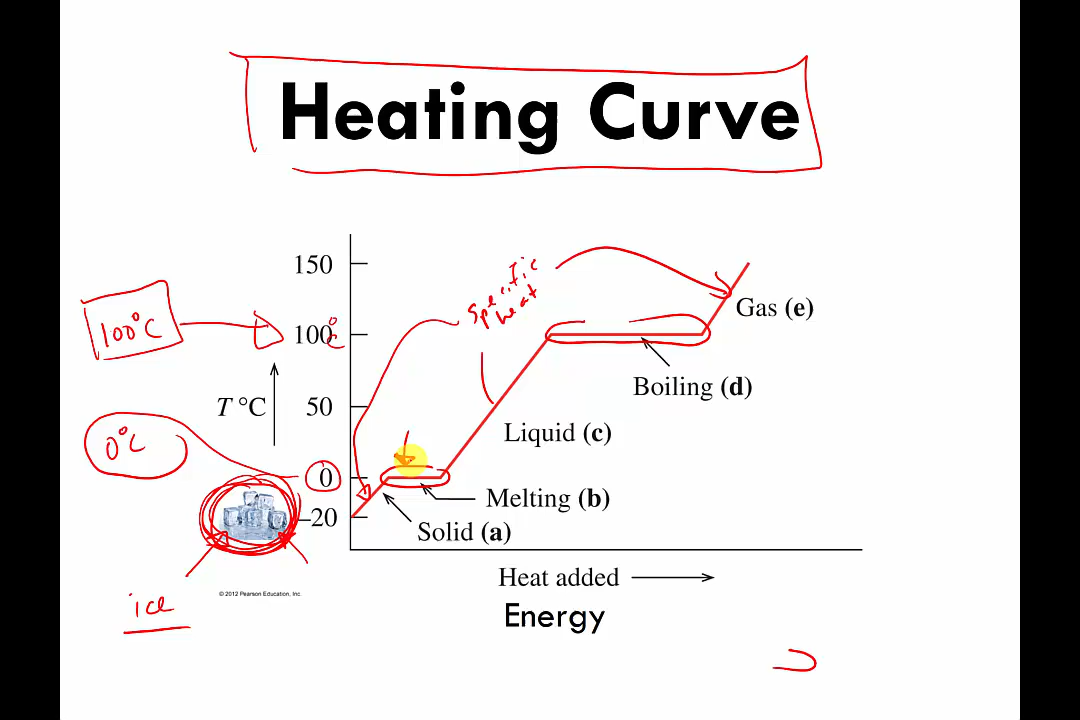 Heating Curve
150
Specific
heat
Gas (e)
100°C
100
°C
Boiling (d)
T °C
50
Liquid (c)
0°C
0
Melting (b)
–20
Solid (a)
Heat added
© 2012 Pearson Education, Inc.
ice
Energy